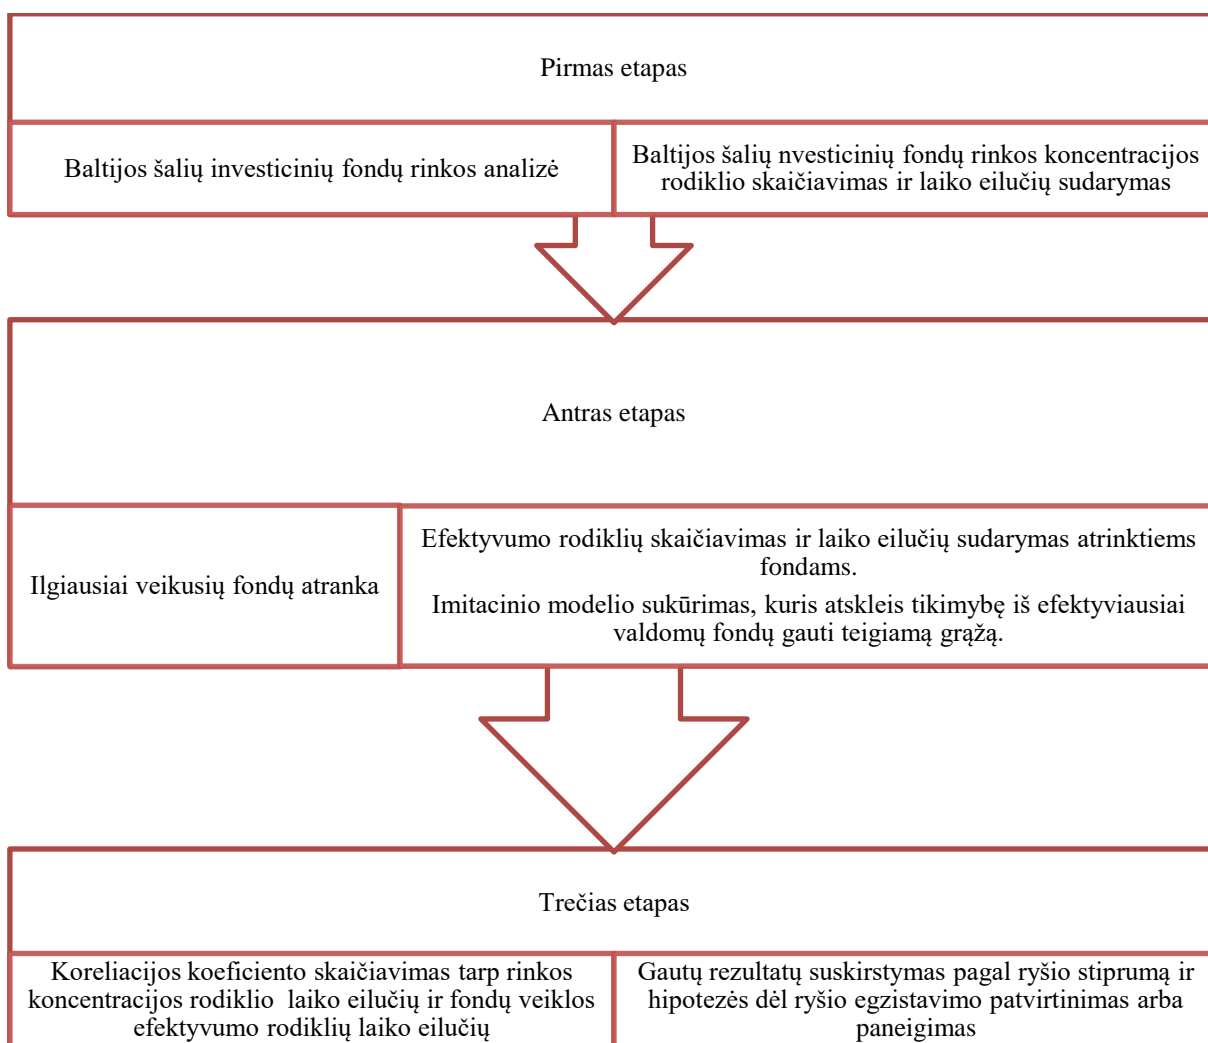 Pirmas etapas
Baltijos šalių investicinių fondų rinkos analizė
Baltijos šalių nvesticinių fondų rinkos koncentracijos
rodiklio skaičiavimas ir laiko eilučių sudarymas
Antras etapas
Ilgiausiai veikusių fondų atranka
Efektyvumo rodiklių skaičiavimas ir laiko eilučių sudarymas atrinktiems
fondams.
Imitacinio modelio sukūrimas, kuris atskleis tikimybę iš efektyviausiai
valdomų fondų gauti teigiamą grąžą.
Trečias etapas
Koreliacijos koeficiento skaičiavimas tarp rinkos
koncentracijos rodiklio laiko eilučių ir fondų veiklos
efektyvumo rodiklių laiko eilučių
Gautų rezultatų suskirstymas pagal ryšio stiprumą ir
hipotezės dėl ryšio egzistavimo patvirtinimas arba
paneigimas